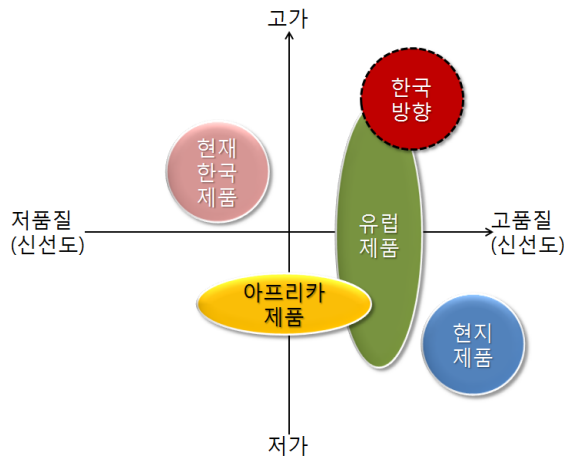 고가
한국
방향
현재
한국
제품
저품질
(신선도)
유럽
제품
고품질
(신선도)
아프리카
제품
현지
제품
저가